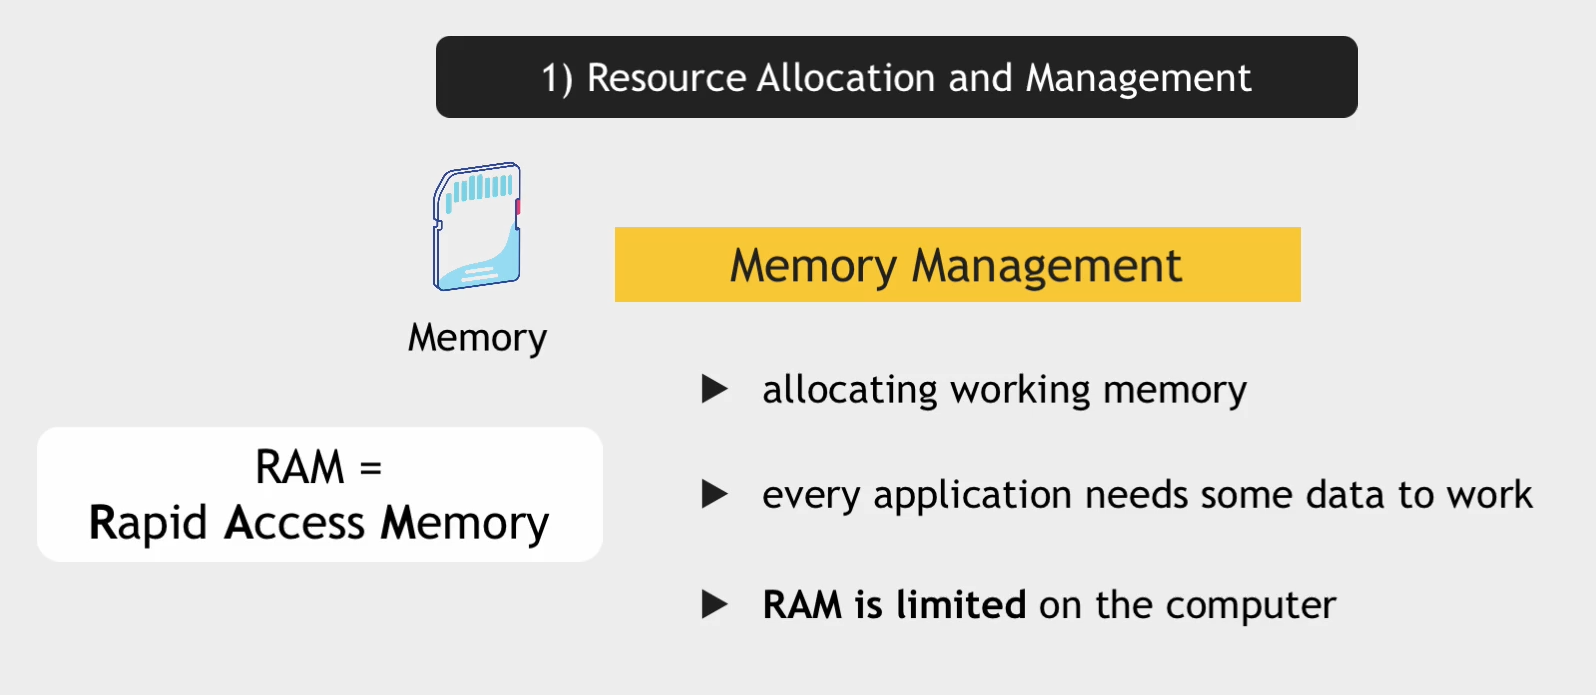 1) Resource Allocation and Management
Memory Management
Memory
allocating working memory
RAM =
Rapid Access Memory
every application needs some data to work
RAM is limited on the computer